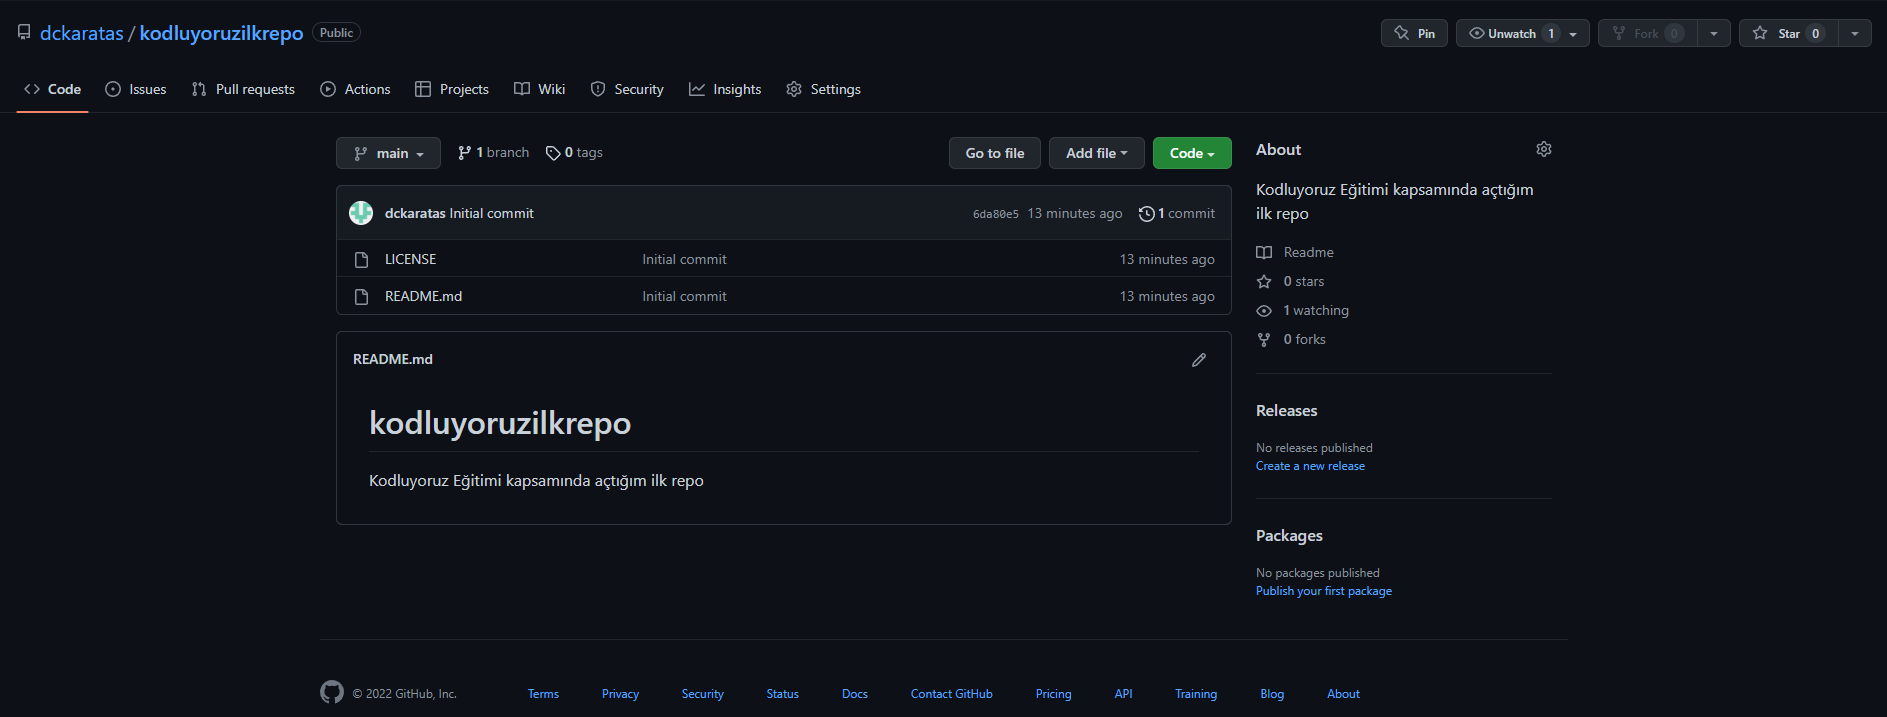 dckaratas / kodluyoruzilkrepo Public
Pin Unwatch 1 Fork 0 Star 0
Code Issues Pull requests Actions Projects Wiki Security Insights Settings
main 1 branch 0 tags Go to file Add file Code
dckaratas Initial commit 6da80e5 13 minutes ago 1 commit
LICENSE Initial commit 13 minutes ago
README.md Initial commit 13 minutes ago
README.md
kodluyoruzilkrepo
Kodluyoruz Eğitimi kapsamında açtığım ilk repo
About
Kodluyoruz Eğitimi kapsamında açtığım
ilk repo
Readme
0 stars
1 watching
0 forks
Releases
No releases published
Create a new release
Packages
No packages published
Publish your first package
© 2022 GitHub, Inc. Terms Privacy Security Status Docs Contact GitHub Pricing API Training Blog About